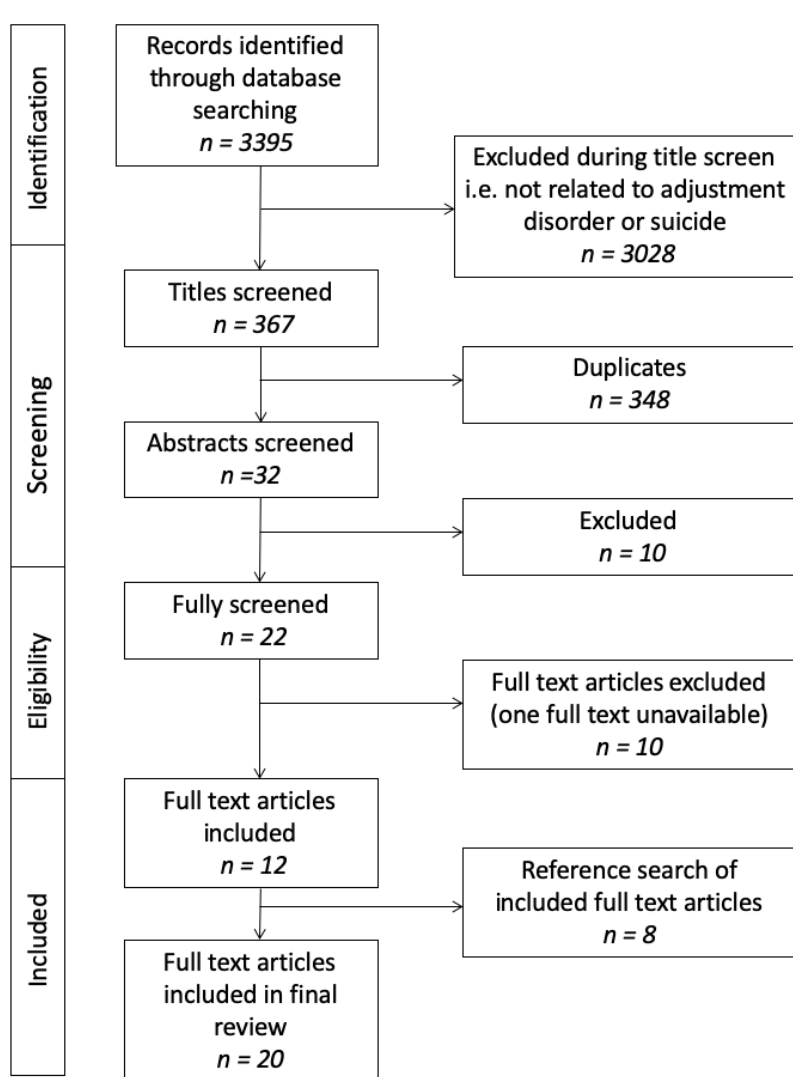 Identification
Records identified
through database
searching
n = 3395
Excluded during title screen
i.e. not related to adjustment
disorder or suicide
n = 3028
Screening
Titles screened
n = 367
Duplicates
n = 348
Abstracts screened
n =32
Excluded
n = 10
Eligibility
Fully screened
n = 22
Full text articles excluded
(one full text unavailable)
n = 10
Included
Full text articles
included
n = 12
Reference search of
included full text articles
n = 8
Full text articles
included in final
review
n = 20